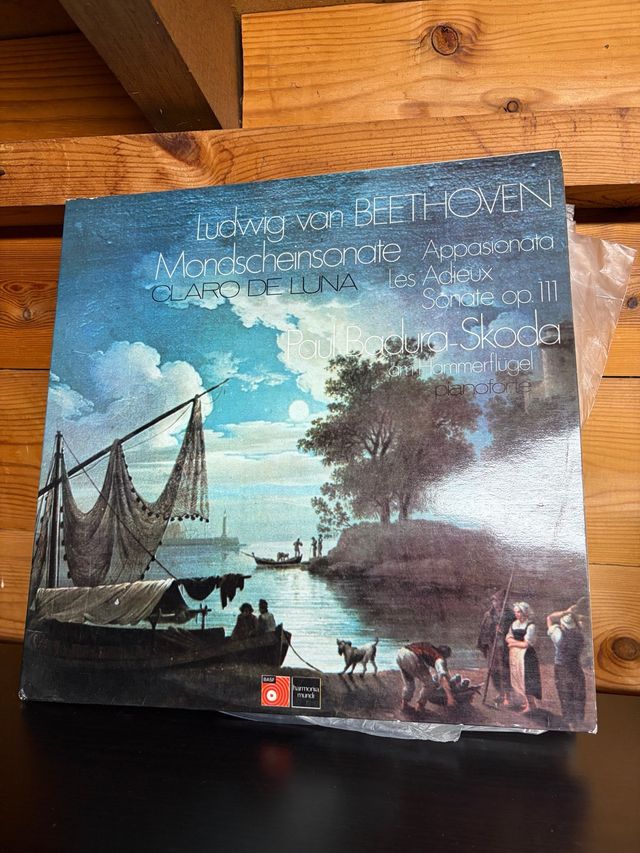 Ludwig van BEETHOVEN
Mondscheinsonate Appasionata
CLARO DE LUNA Les Adieux
Sonate op. 111
Paul Badura-Skoda
am Hammerflügel
pianoforte
BASF
harmonia
mundi